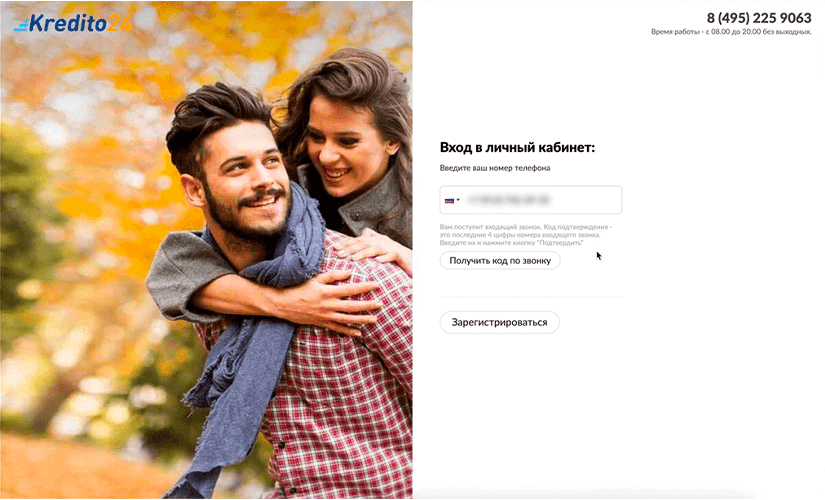 Kredito24
8 (495) 225 9063
Время работы - с 08.00 до 20.00 без выходных.
Вход в личный кабинет:
Введите ваш номер телефона
Вам поступит входящий звонок. Код подтверждения -
это последние 4 цифры номера входящего звонка.
Введите их и нажмите кнопку "Подтвердить"
Получить код по звонку
Зарегистрироваться